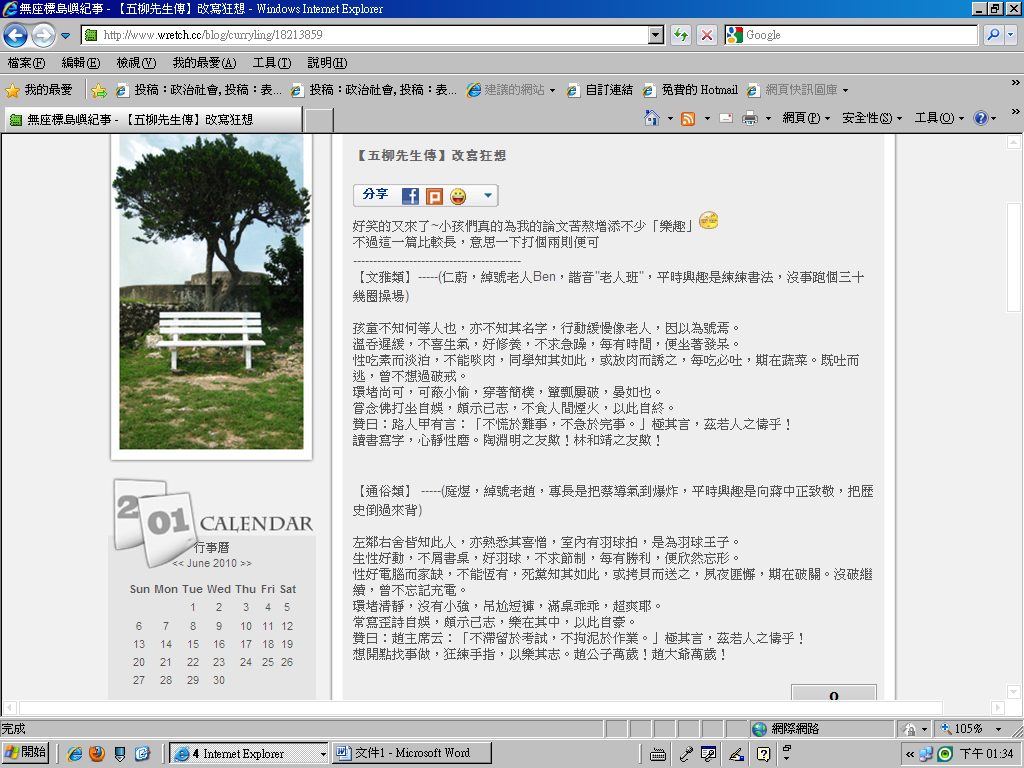 無座標島嶼紀事 - 【五柳先生傳】改寫狂想 - Windows Internet Explorer
http://www.wretch.cc/blog/curryling/18213859
Google
檔案(F) 編輯(E) 檢視(V) 我的最愛(A) 工具(T) 說明(H)
我的最愛 投稿：政治社會, 投稿：表... 投稿：政治社會, 投稿：表... 建議的網站 自訂連結 免費的 Hotmail 網頁快訊圖庫
無座標島嶼紀事 - 【五柳先生傳】改寫狂想
網頁(P) 安全性(S) 工具(O)
【五柳先生傳】改寫狂想
分享
好笑的又來了~小孩們真的為我的論文苦熬增添不少「樂趣」
不過這一篇比較長，意思一下打個兩則便可
------------------------------------------
【文雅類】-----(仁蔚，綽號老人Ben，諧音"老人班"，平時興趣是練練書法，沒事跑個三十
幾圈操場)
孩童不知何等人也，亦不知其名字，行動緩慢像老人，因以為號焉。
溫吞遲緩，不喜生氣，好修養，不求急躁，每有時間，便坐著發呆。
性吃素而淡泊，不能啖肉，同學知其如此，或放肉而誘之，每吃必吐，期在蔬菜。既吐而
逃，曾不想過破戒。
環堵尚可，可蔽小偷，穿著簡樸，簞瓢屢破，晏如也。
嘗念佛打坐自娛，頗示己志，不食人間煙火，以此自終。
贊曰：路人甲有言：「不慌於難事，不急於完事。」極其言，茲若人之儔乎！
讀書寫字，心靜性磨。陶淵明之友歟！林和靖之友歟！
【通俗類】 -----(庭煜，綽號老趙，專長是把蔡導氣到爆炸，平時興趣是向蔣中正致敬，把歷
史倒過來背)
左鄰右舍皆知此人，亦熟悉其喜憎，室內有羽球拍，是為羽球王子。
生性好動，不屑書桌，好羽球，不求節制，每有勝利，便欣然忘形。
性好電腦而家缺，不能恆有，死黨知其如此，或拷貝而送之，夙夜匪懈，期在破關。沒破繼
續，曾不忘記充電。
環堵清靜，沒有小強，吊尬短褲，滿桌乖乖，超爽耶。
常寫歪詩自娛，頗示己志，樂在其中，以此自豪。
贊曰：趙主席云：「不滯留於考試，不拘泥於作業。」極其言，茲若人之儔乎！
想開點找事做，狂練手指，以樂其志。趙公子萬歲！趙大爺萬歲！
2 01 CALENDAR
行事曆
<< June 2010 >>
Sun Mon Tue Wed Thu Fri Sat
1 2 3 4 5
6 7 8 9 10 11 12
13 14 15 16 17 18 19
20 21 22 23 24 25 26
27 28 29 30
完成 網際網路 105%
開始 4 Internet Explorer 文件1 - Microsoft Word 下午 01:34